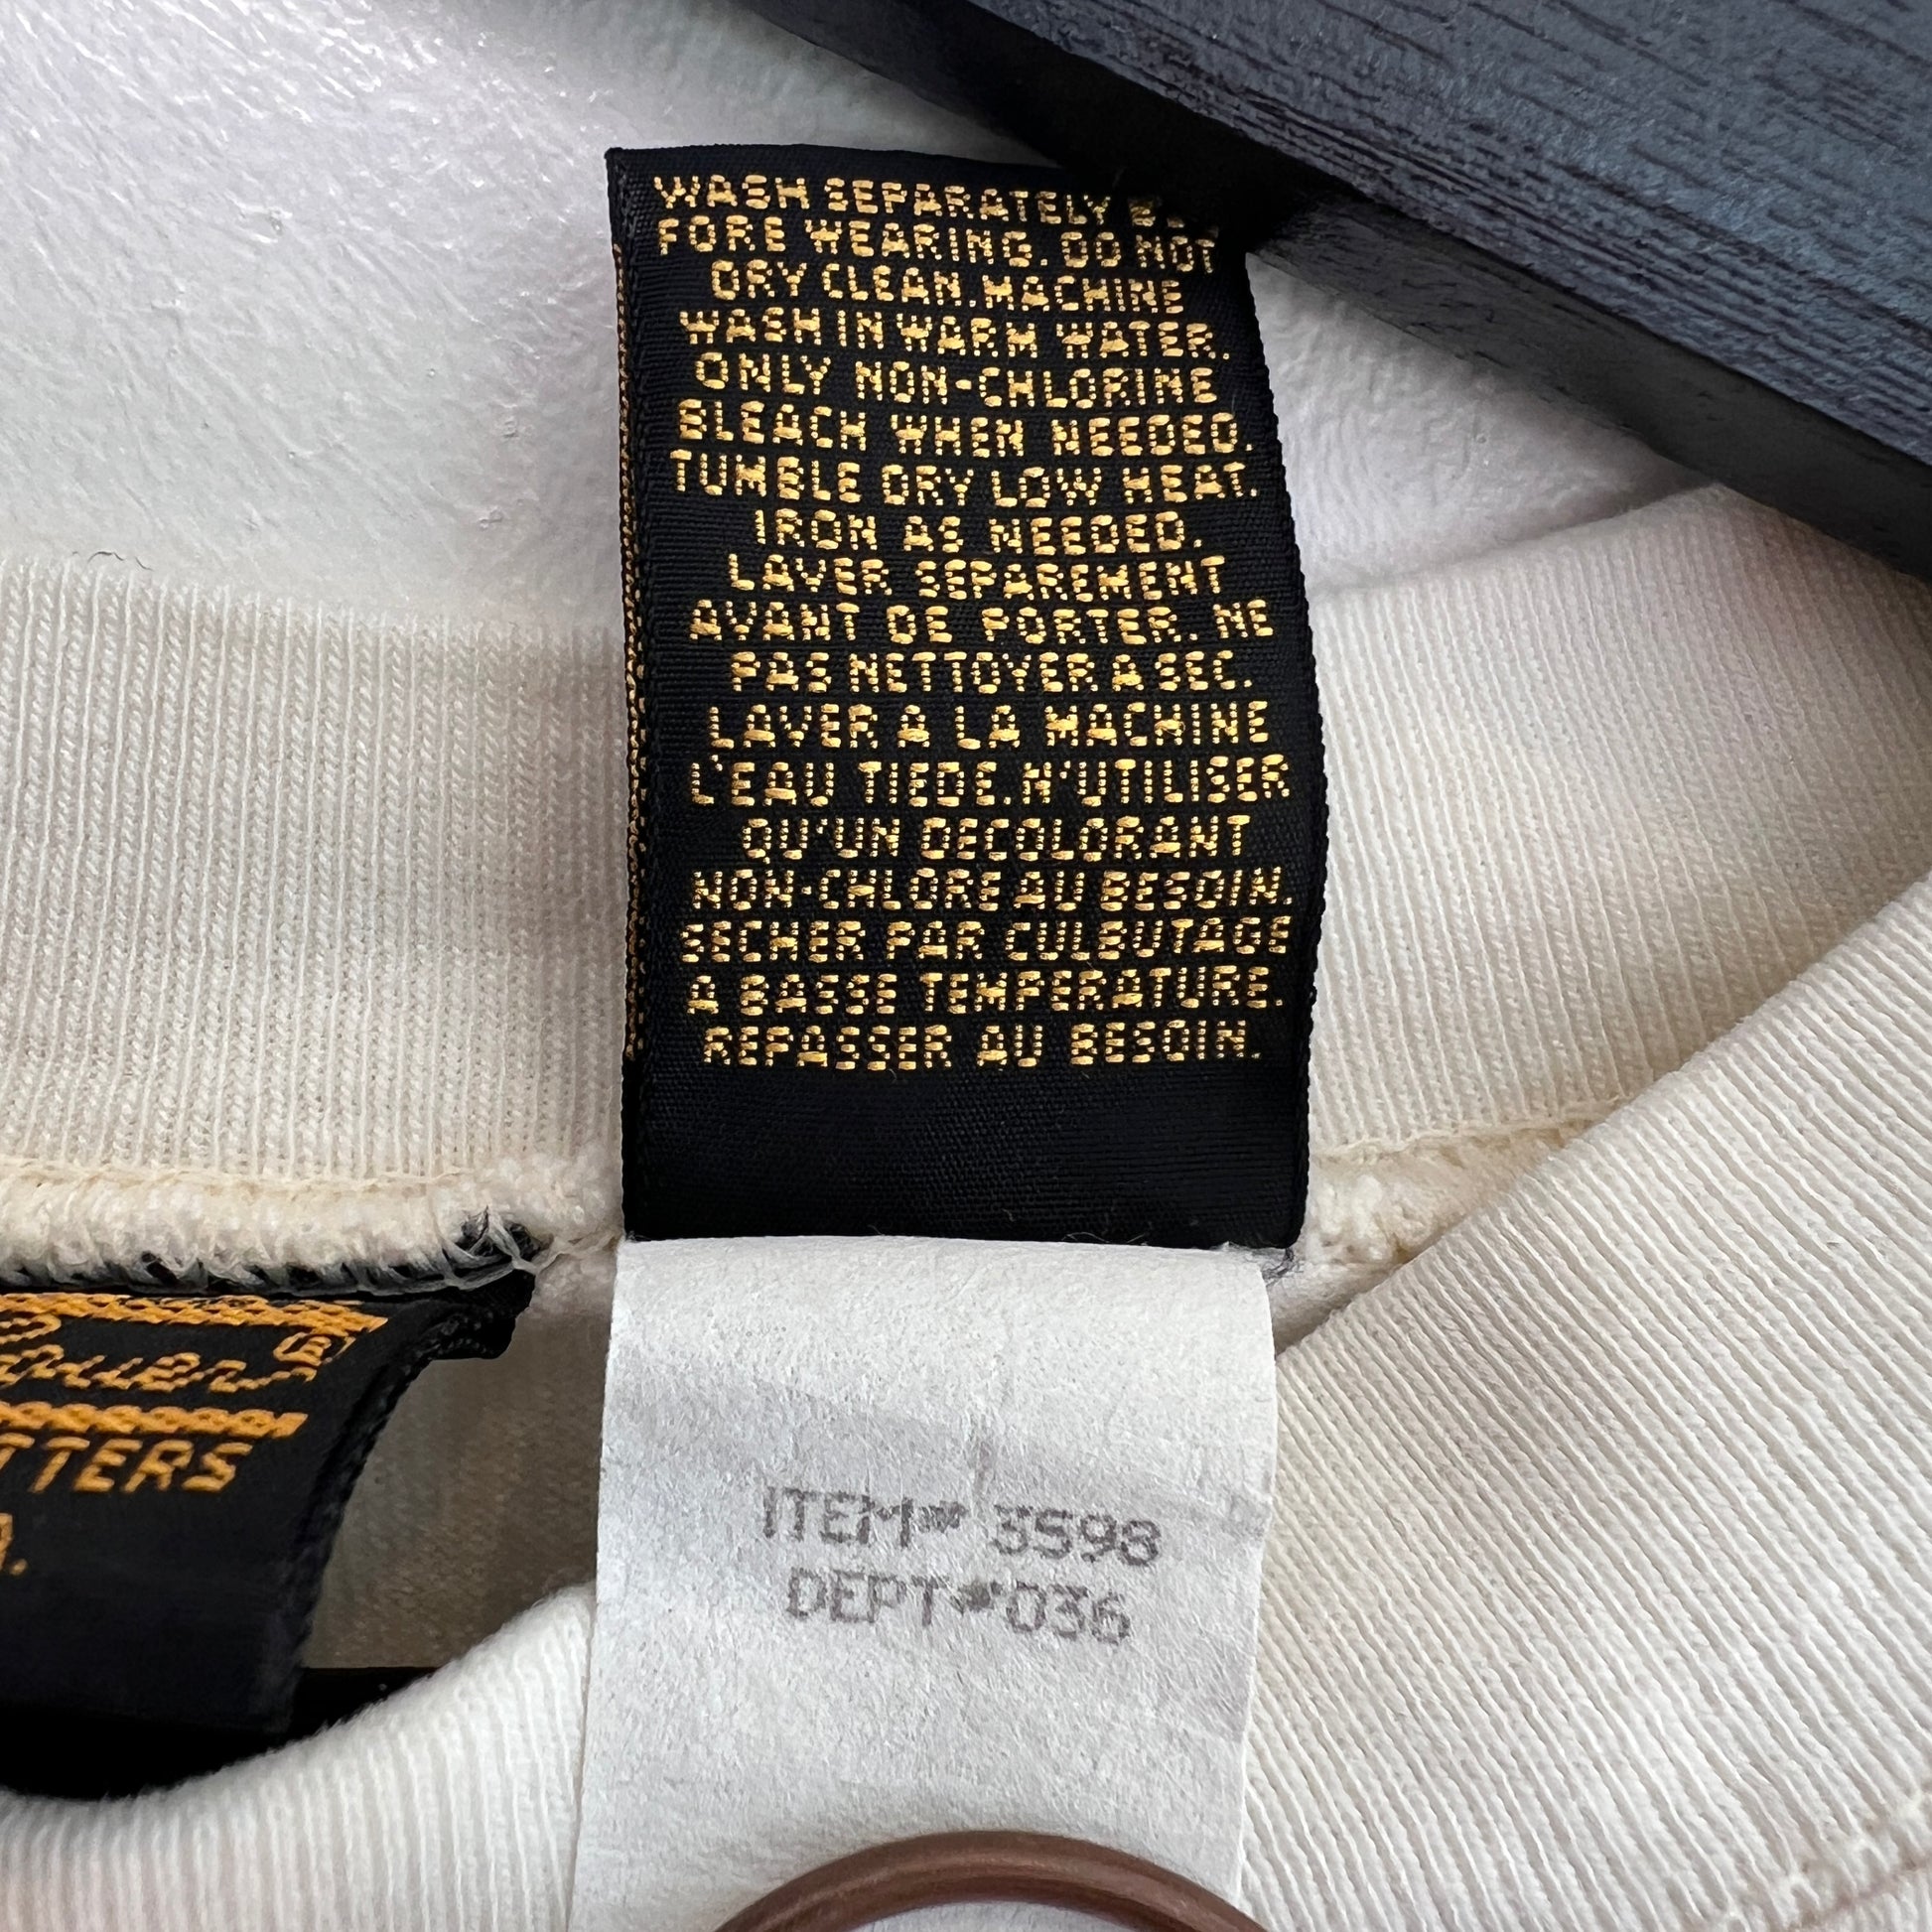 WASH SEPARATELY
FORE WEARING. DO NOT
DRY CLEAN. MACHINE
WASH IN WARM WATER.
ONLY NON-CHLORINE
BLEACH WHEN NEEDED.
TUMBLE DRY LOW HEAT.
IRON AS NEEDED.
LAVER SEPAREMENT
AVANT DE PORTER. NE
PAS NETTOYER A SEC.
LAVER A LA MACHINE
L'EAU TIEDE. N'UTILISER
QU'UN DECOLORANT
NON-CHLORE AU BESOIN.
SECHER PAR CULBUTAGE
A BASSE TEMPERATURE.
REPASSER AU BESOIN.
ITEM# 3598
DEPT#036